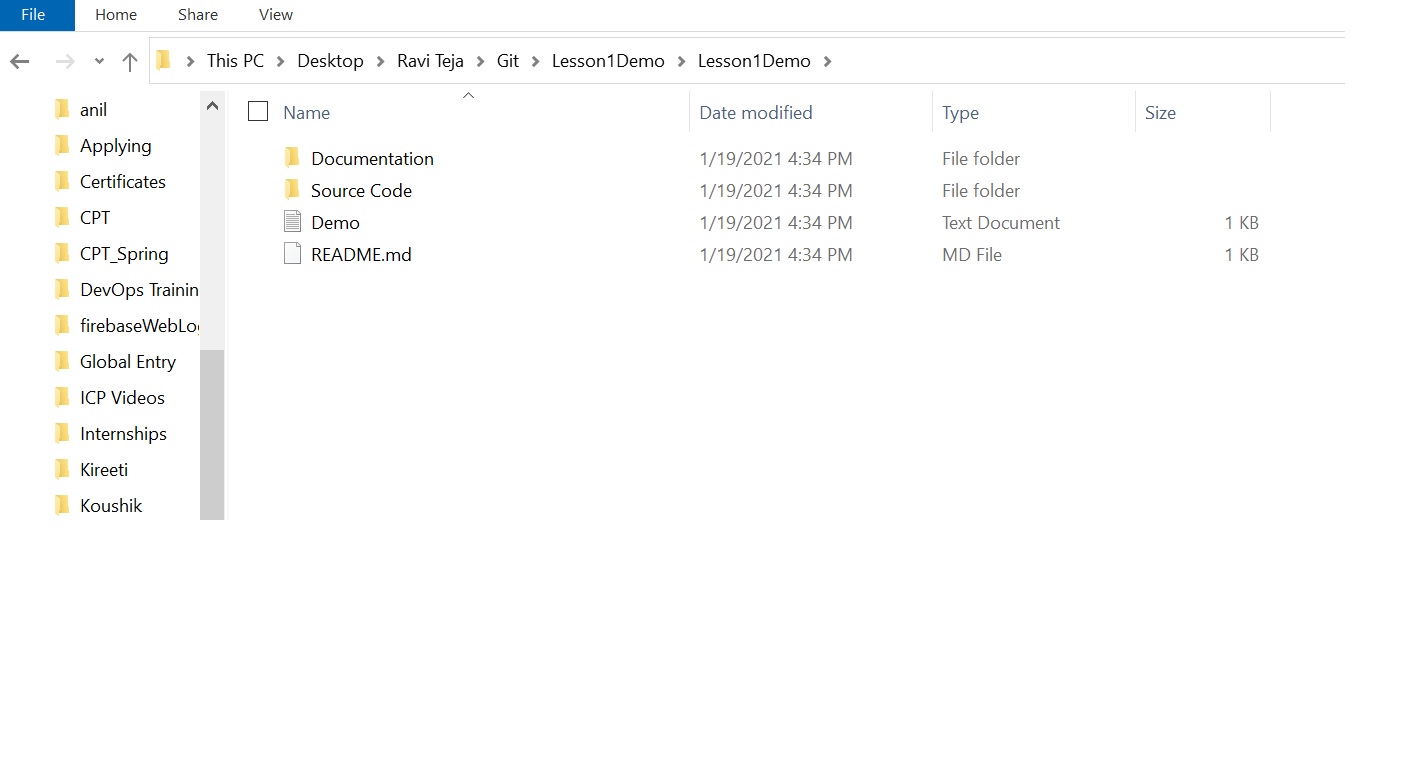 File Home Share View
This PC Desktop Ravi Teja Git Lesson1Demo Lesson1Demo
anil
Applying
Certificates
CPT
CPT_Spring
DevOps Trainin
firebaseWebLog
Global Entry
ICP Videos
Internships
Kireeti
Koushik
Name Date modified Type Size
Documentation 1/19/2021 4:34 PM File folder
Source Code 1/19/2021 4:34 PM File folder
Demo 1/19/2021 4:34 PM Text Document 1 KB
README.md 1/19/2021 4:34 PM MD File 1 KB